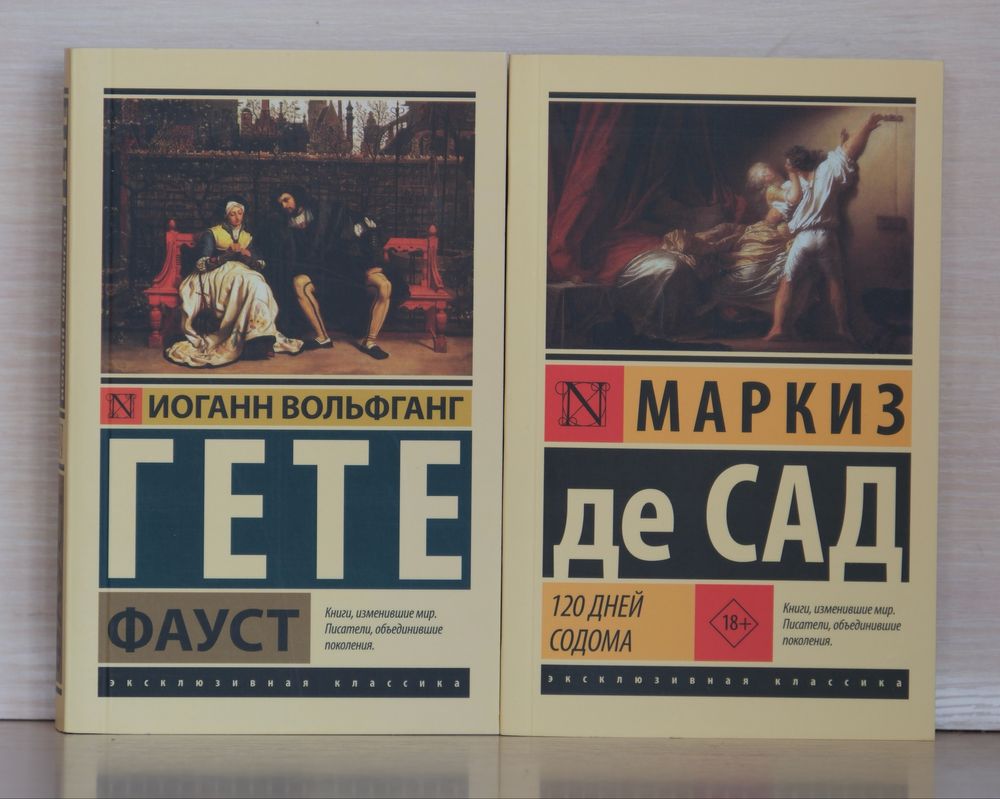 ИОГАНН ВОЛЬФГАНГ
ГЕТЕ
ФАУСТ
Книги, изменившие мир.
Писатели, объединившие
поколения.
эксклюзивная классика
N МАРКИЗ
де САД
120 ДНЕЙ
СОДОМА
18+
Книги, изменившие мир.
Писатели, объединившие
поколения.
эксклюзивная классика